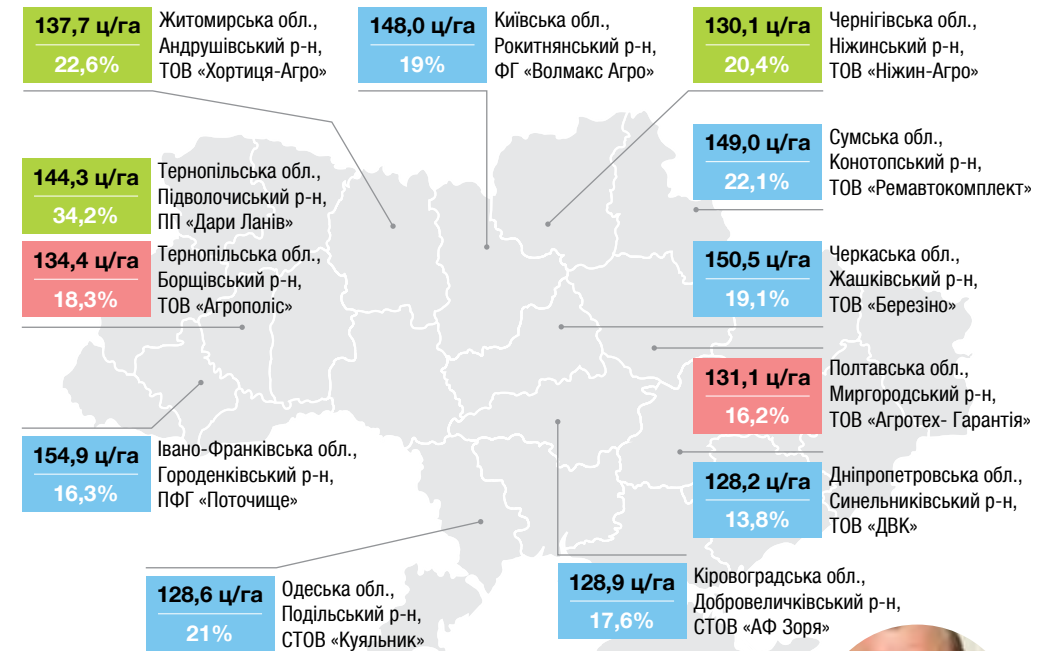 137,7 ц/га
22,6%
Житомирська обл.,
Андрушівський р-н,
ТОВ «Хортиця-Агро»
148,0 ц/га
19%
Київська обл.,
Рокитнянський р-н,
ФГ «Волмакс Агро»
130,1 ц/га
20,4%
Чернігівська обл.,
Ніжинський р-н,
ТОВ «Ніжин-Агро»
149,0 ц/га
22,1%
Сумська обл.,
Конотопський р-н,
ТОВ «Ремавтокомплект»
144,3 ц/га
34,2%
Тернопільська обл.,
Підволочиський р-н,
ПП «Дари Ланів»
134,4 ц/га
18,3%
Тернопільська обл.,
Борщівський р-н,
ТОВ «Агрополіс»
150,5 ц/га
19,1%
Черкаська обл.,
Жашківський р-н,
ТОВ «Березіно»
131,1 ц/га
16,2%
Полтавська обл.,
Миргородський р-н,
ТОВ «Агротех- Гарантія»
154,9 ц/га
16,3%
Івано-Франківська обл.,
Городенківський р-н,
ПФГ «Поточище»
128,2 ц/га
13,8%
Дніпропетровська обл.,
Синельниківський р-н,
ТОВ «ДВК»
128,6 ц/га
21%
Одеська обл.,
Подільський р-н,
СТОВ «Куяльник»
128,9 ц/га
17,6%
Кіровоградська обл.,
Добровеличківський р-н,
СТОВ «АФ Зоря»